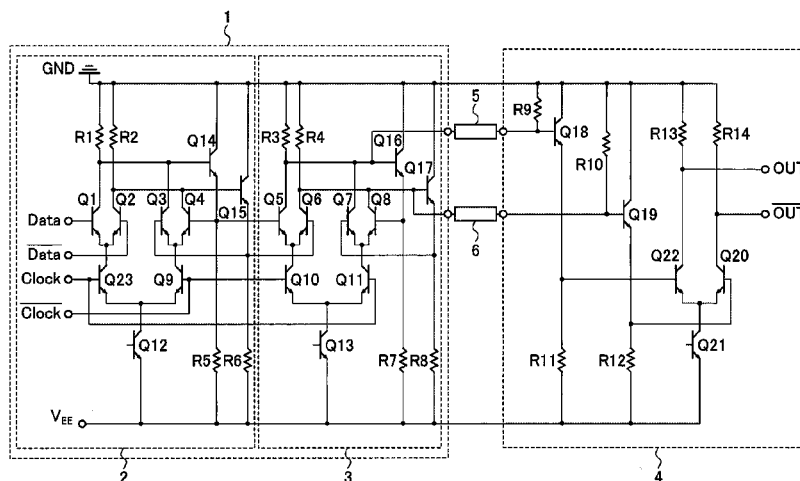 1
GND
5
R1 R2 Q14 R3 R4 Q16 R9 Q18 R13 R14
Q17 R10
OUT
Q1 Q2 Q3 Q4 Q15 Q5 Q6 Q7 Q8 Q19
Data
OUT
6
Data
Q22 Q20
Clock Q23 Q9 Q10 Q11
Clock
Q12 R5 R6 Q13 R7 R8 R11 R12 Q21
VEE
2 3 4